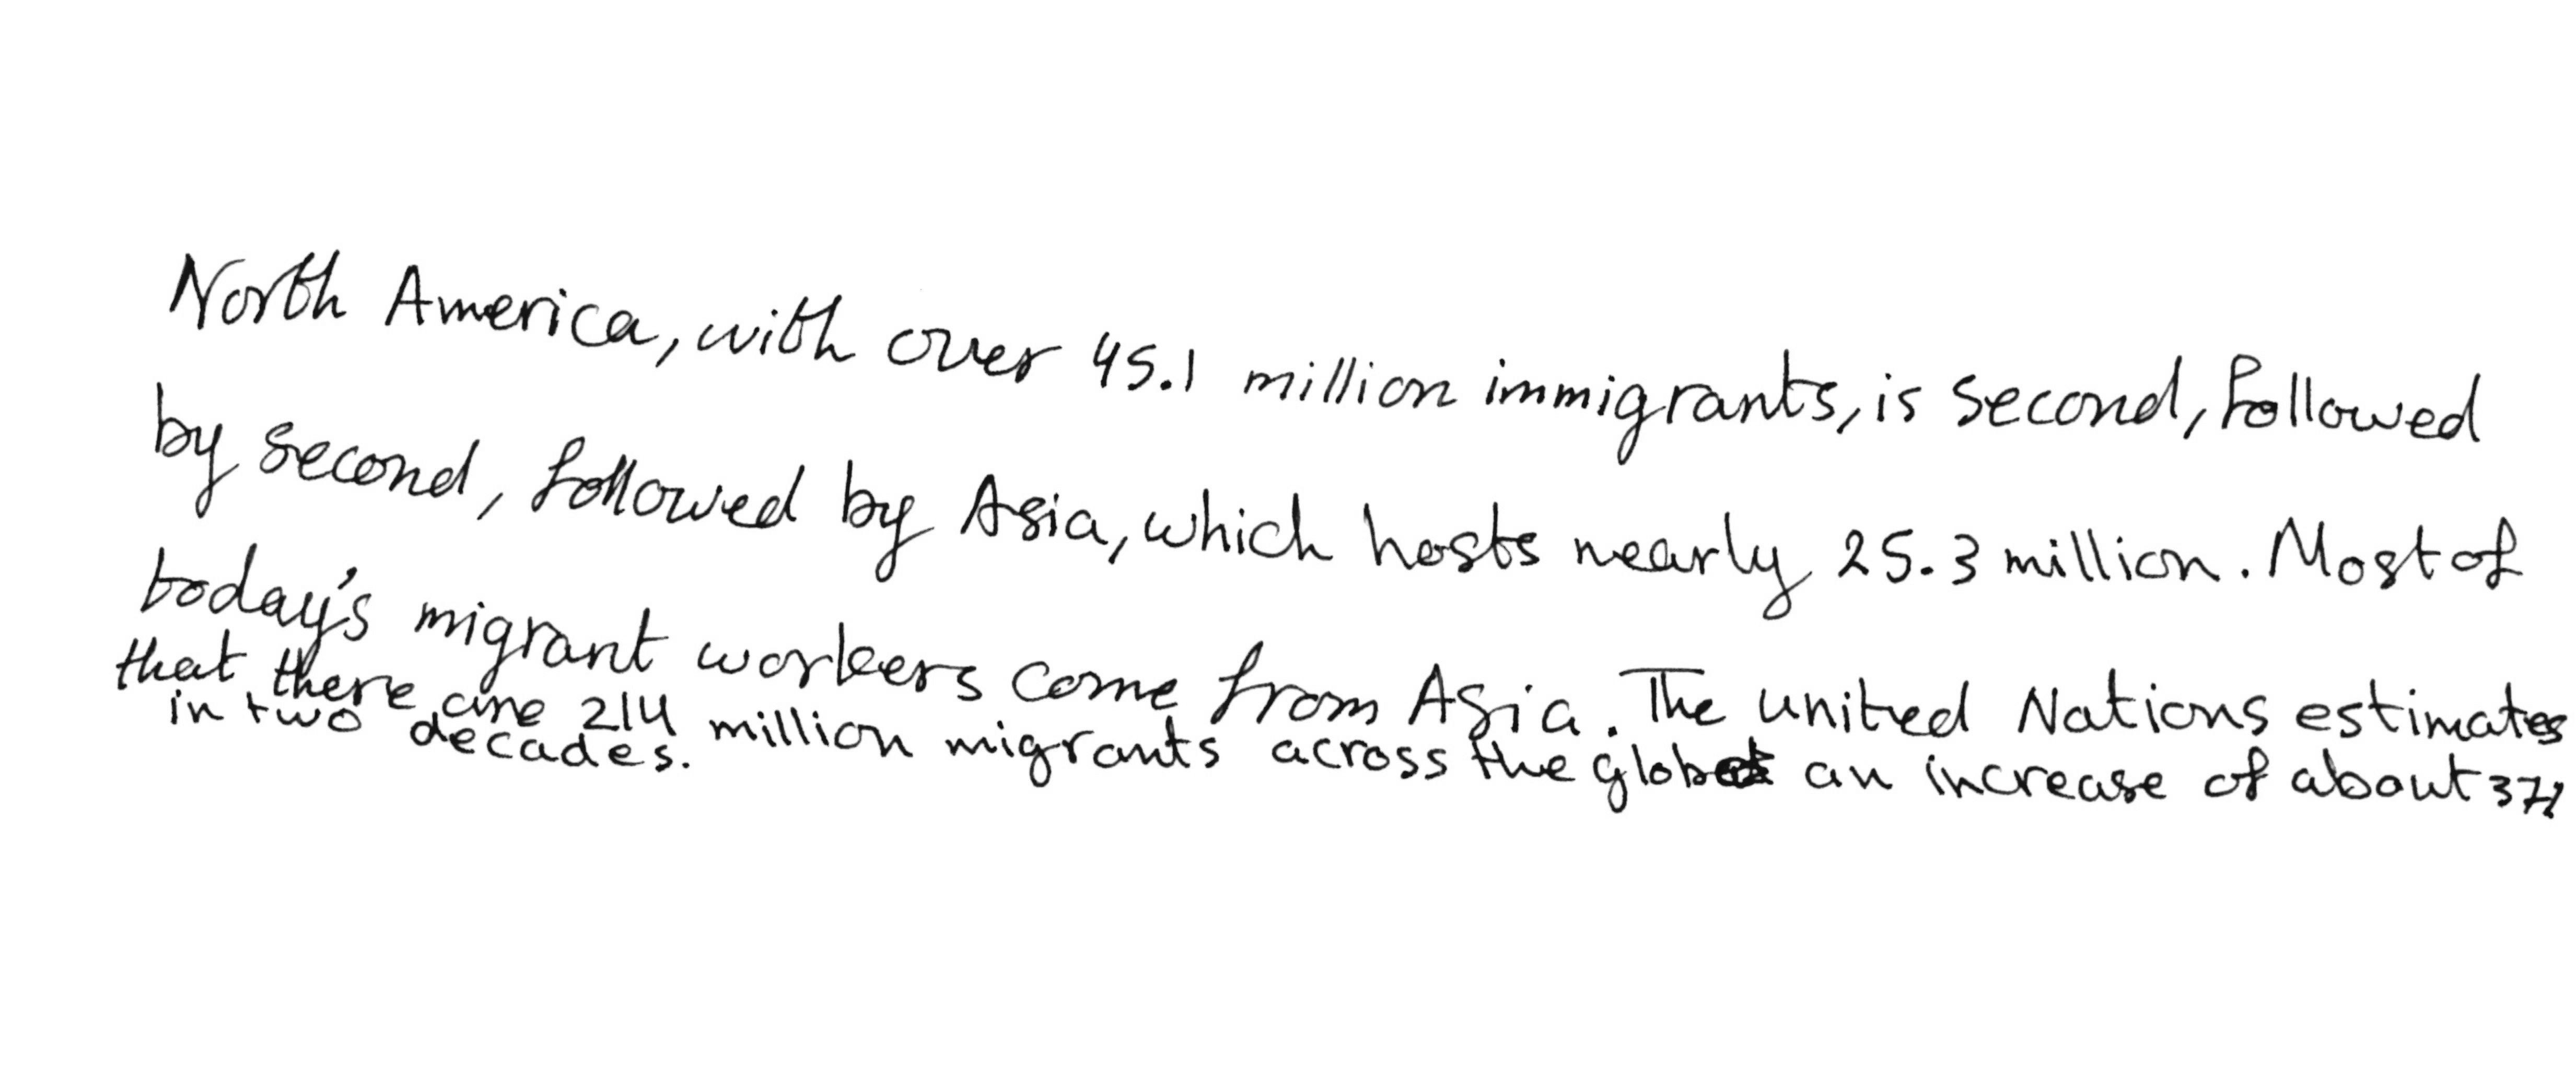 North America, with over 45.1 million immigrants, is second, followed
by second, followed by Asia, which hosts nearly 25.3 million. Most of
today's migrant workers come from Asia. The united Nations estimates
that there are 214 million migrants across the globe an increase of about 37%
in two decades.